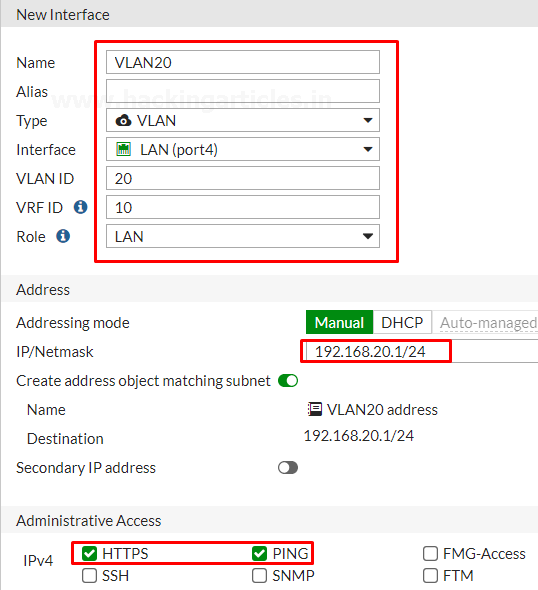 New Interface
Name VLAN20
Alias
www.hackingarticles.in
Type VLAN
Interface LAN (port4)
VLAN ID 20
VRF ID 10
Role LAN
Address
Addressing mode Manual DHCP Auto-managed
IP/Netmask 192.168.20.1/24
Create address object matching subnet
Name VLAN20 address
Destination 192.168.20.1/24
Secondary IP address
Administrative Access
IPv4 HTTPS PING FMG-Access
SSH SNMP FTM